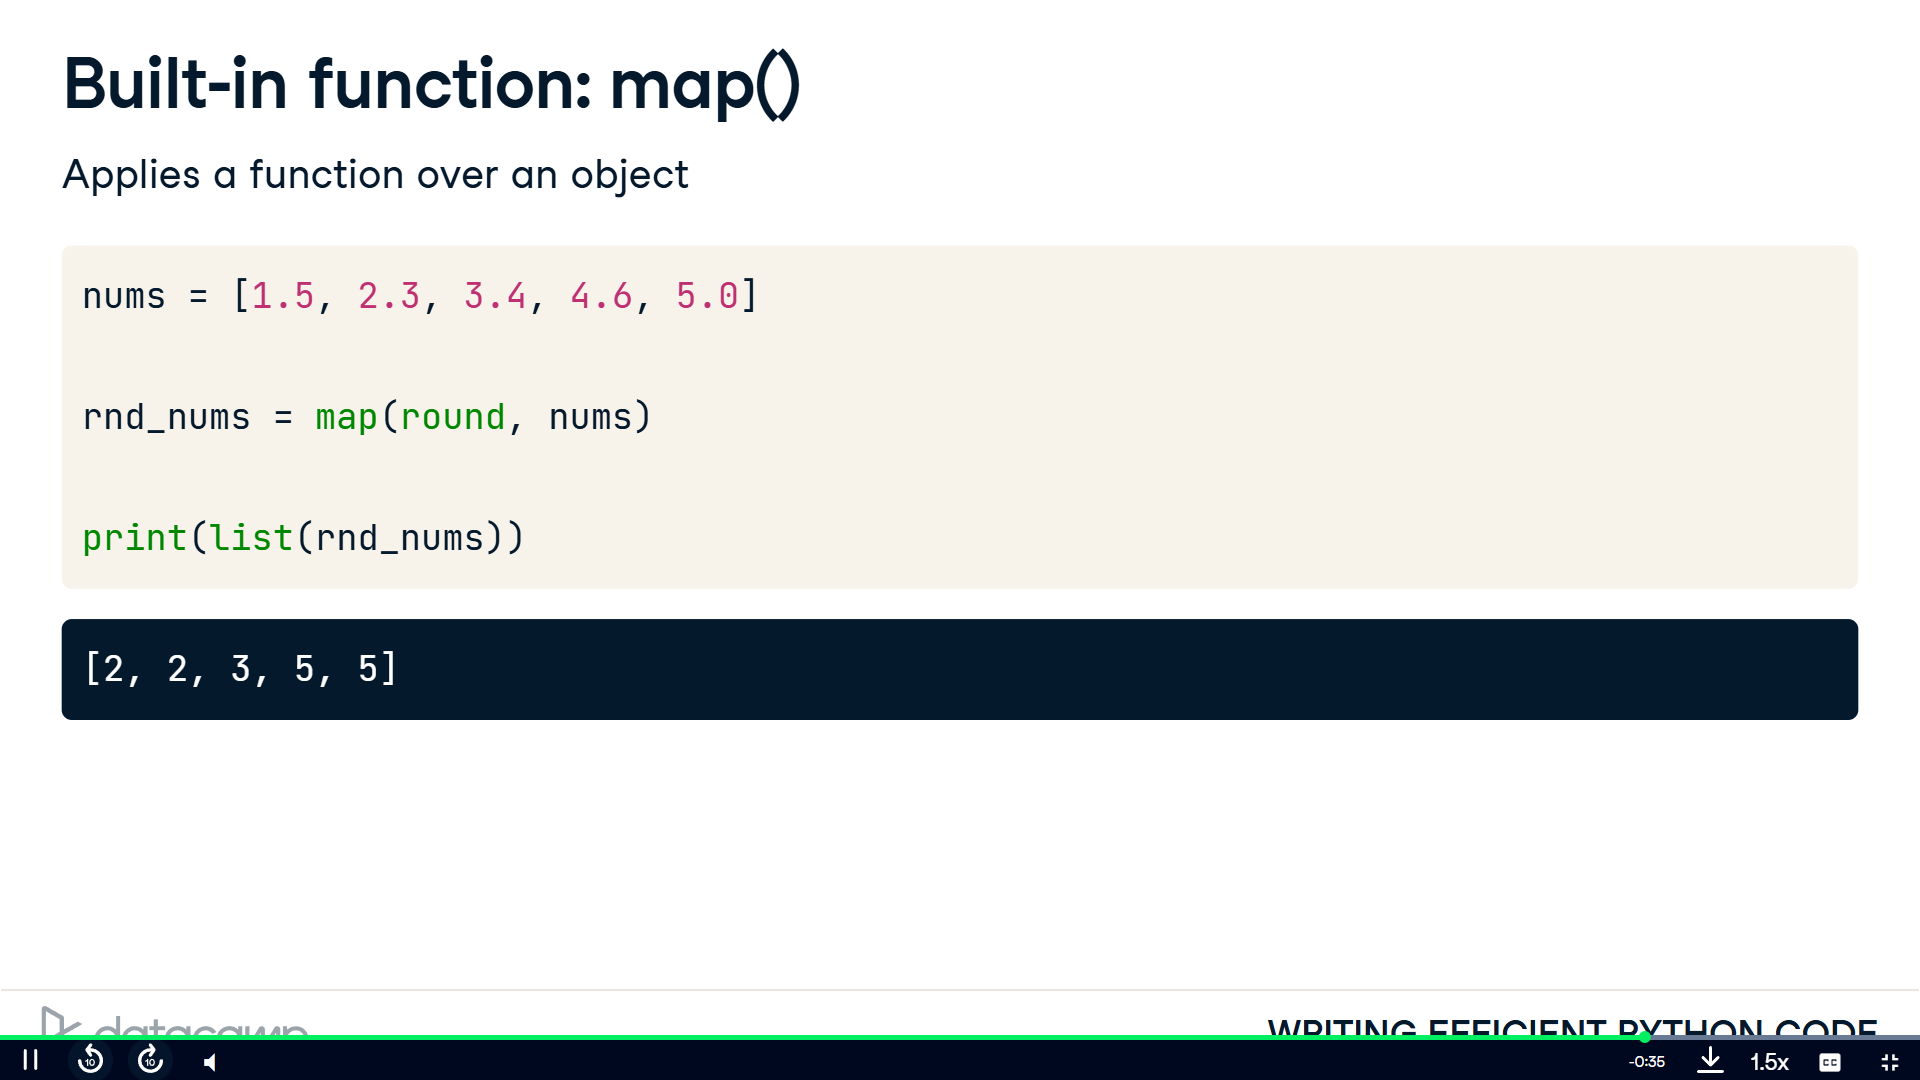 Built-in function: map()
Applies a function over an object
nums = [1.5, 2.3, 3.4, 4.6, 5.0]
rnd_nums = map(round, nums)
print(list(rnd_nums))
[2, 2, 3, 5, 5]
datacamp
WRITING EFFICIENT PYTHON CODE
10
10
-0:35
1.5x
CC